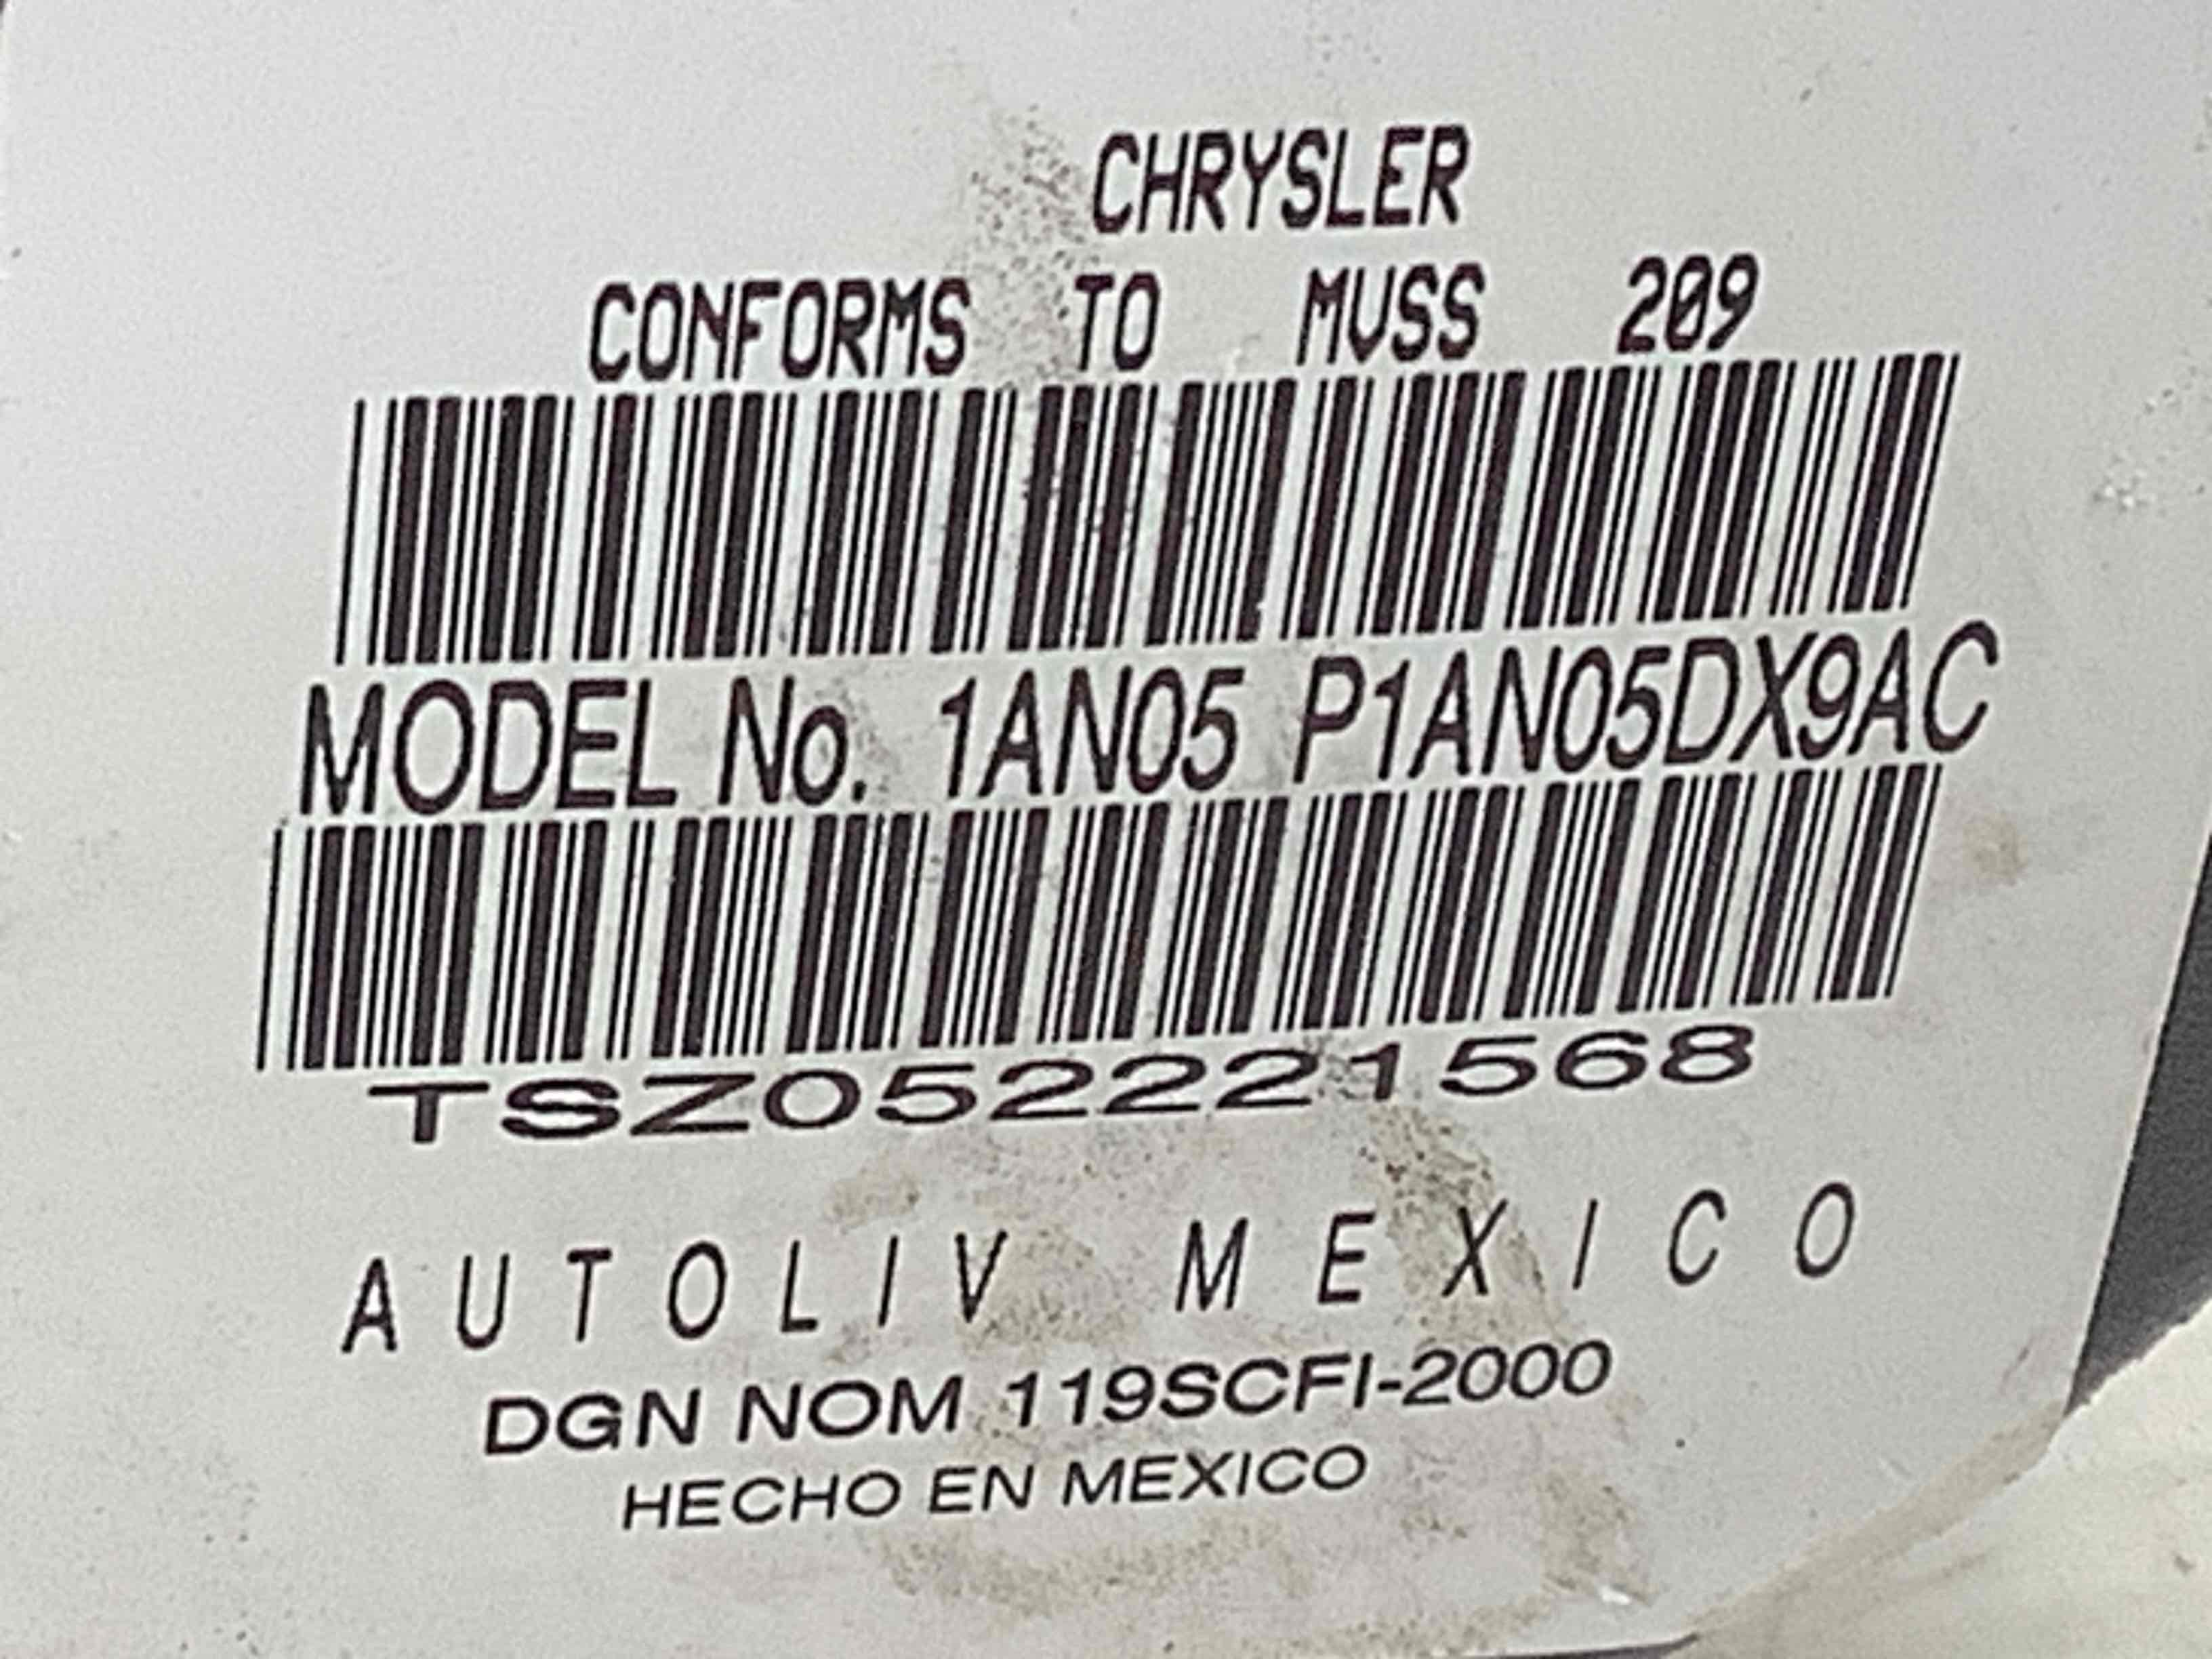 CHRYSLER
CONFORMS TO MVSS 209
MODEL No. 1AN05 P1AN05DX9AC
TSZ0522221568
AUTOLIV MEXICO
DGN NOM 119SCFI-2000
HECHO EN MEXICO